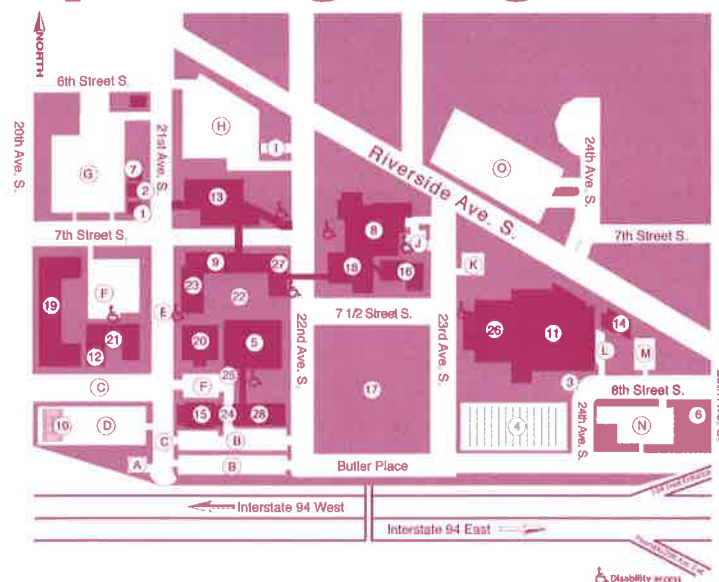 NORTH
6th Street S.
20th Ave. S.
21st Ave. S.
H
I
G
7
2
1
13
Riverside Ave. S.
O
24th Ave. S.
7th Street S.
7th Street S.
8
J
K
9
27
18
16
19
F
E
23
22
22nd Ave. S.
7 1/2 Street S.
23rd Ave. S.
26
11
14
21
12
20
5
17
L
M
C
25
F
3
8th Street S.
10
D
15
24
28
4
24th Ave. S.
N
6
C
B
A
B
Butler Place
Interstate 94 West
Interstate 94 East
Disability access